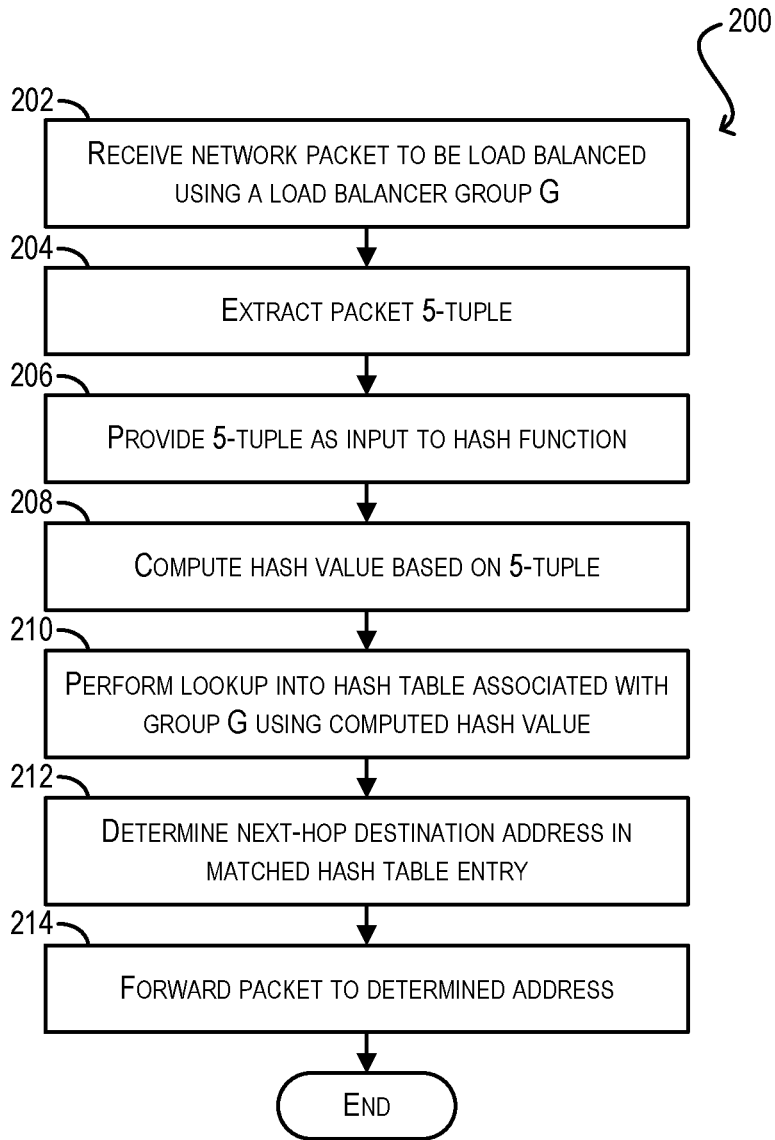 200
202
RECEIVE NETWORK PACKET TO BE LOAD BALANCED
USING A LOAD BALANCER GROUP G
204
EXTRACT PACKET 5-TUPLE
206
PROVIDE 5-TUPLE AS INPUT TO HASH FUNCTION
208
COMPUTE HASH VALUE BASED ON 5-TUPLE
210
PERFORM LOOKUP INTO HASH TABLE ASSOCIATED WITH
GROUP G USING COMPUTED HASH VALUE
212
DETERMINE NEXT-HOP DESTINATION ADDRESS IN
MATCHED HASH TABLE ENTRY
214
FORWARD PACKET TO DETERMINED ADDRESS
END